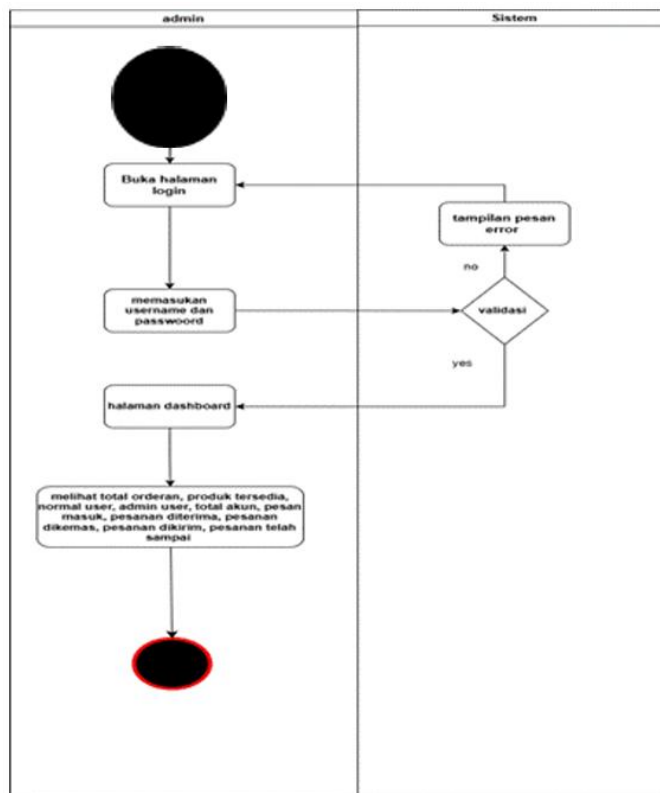 admin
Sistem
Buka halaman
login
tampilan pesan
error
no
memasukan
username dan
passwoord
validasi
yes
halaman dashboard
melihat total orderan, produk tersedia,
normal user, admin user, total akun, pesan
masuk, pesanan diterima, pesanan
dikemas, pesanan dikirim, pesanan telah
sampai